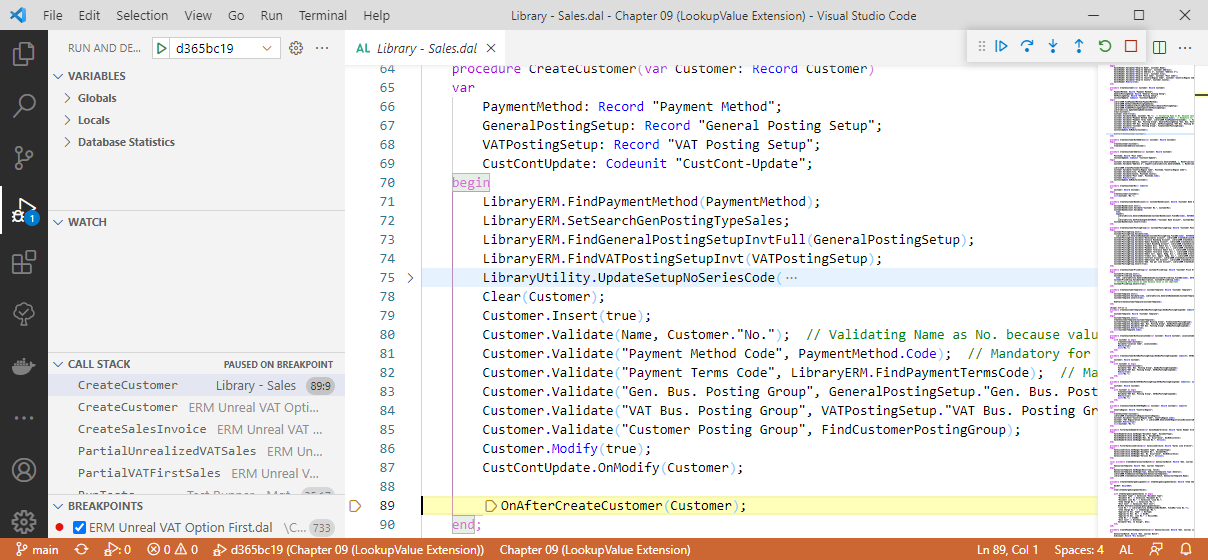 File Edit Selection View Go Run Terminal Help Library - Sales.dal - Chapter 09 (LookupValue Extension) - Visual Studio Code
RUN AND DE... d365bc19 ···
VARIABLES
Globals
Locals
Database Statistics
WATCH
CALL STACK PAUSED ON BREAKPOINT
CreateCustomer Library - Sales 89:9
CreateCustomer ERM Unreal VAT Opti...
CreateSalesInvoice ERM Unreal VAT ...
PartialUnrealizedVATSales ERM Un...
PartialVATFirstSales ERM Unreal V...
BREAKPOINTS
ERM Unreal VAT Option First.dal \C... 733
1
AL Library - Sales.dal
64 procedure CreateCustomer(var Customer: Record Customer)
65 var
66 PaymentMethod: Record "Payment Method";
67 GeneralPostingSetup: Record "General Posting Setup";
68 VATPostingSetup: Record "VAT Posting Setup";
69 CustContUpdate: Codeunit "CustCont-Update";
70 begin
71 LibraryERM.FindPaymentMethod(PaymentMethod);
72 LibraryERM.SetSearchGenPostingTypeSales;
73 LibraryERM.FindGeneralPostingSetupInvtFull(GeneralPostingSetup);
74 LibraryERM.FindVATPostingSetupInvt(VATPostingSetup);
75 LibraryUtility.UpdateSetupNoSeriesCode( ···
78 Clear(Customer);
79 Customer.Insert(true);
80 Customer.Validate(Name, Customer."No."); // Validating Name as No. because valu
81 Customer.Validate("Payment Method Code", PaymentMethod.Code); // Mandatory for
82 Customer.Validate("Payment Terms Code", LibraryERM.FindPaymentTermsCode); // Ma
83 Customer.Validate("Gen. Bus. Posting Group", GeneralPostingSetup."Gen. Bus. Post
84 Customer.Validate("VAT Bus. Posting Group", VATPostingSetup."VAT Bus. Posting Gr
85 Customer.Validate("Customer Posting Group", FindCustomerPostingGroup);
86 Customer.Modify(true);
87 CustContUpdate.OnModify(Customer);
88
89 OnAfterCreateCustomer(Customer);
90 end;
main 0 0 0 d365bc19 (Chapter 09 (LookupValue Extension)) Chapter 09 (LookupValue Extension) Ln 89, Col 1 Spaces: 4 AL